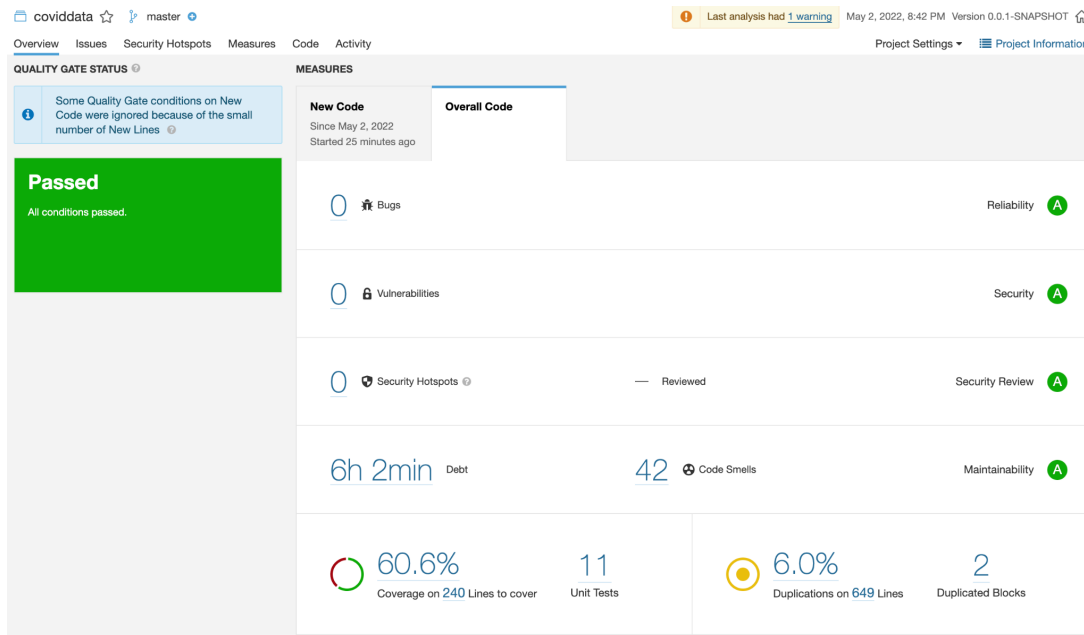 coviddata master Last analysis had 1 warning May 2, 2022, 8:42 PM Version 0.0.1-SNAPSHOT
Overview Issues Security Hotspots Measures Code Activity Project Settings Project Information
QUALITY GATE STATUS MEASURES
Some Quality Gate conditions on New
Code were ignored because of the small
number of New Lines
Passed
All conditions passed.
New Code
Since May 2, 2022
Started 25 minutes ago
Overall Code
0 Bugs Reliability A
0 Vulnerabilities Security A
0 Security Hotspots — Reviewed Security Review A
6h 2min Debt 42 Code Smells Maintainability A
60.6%
Coverage on 240 Lines to cover
11
Unit Tests
6.0%
Duplications on 649 Lines
2
Duplicated Blocks